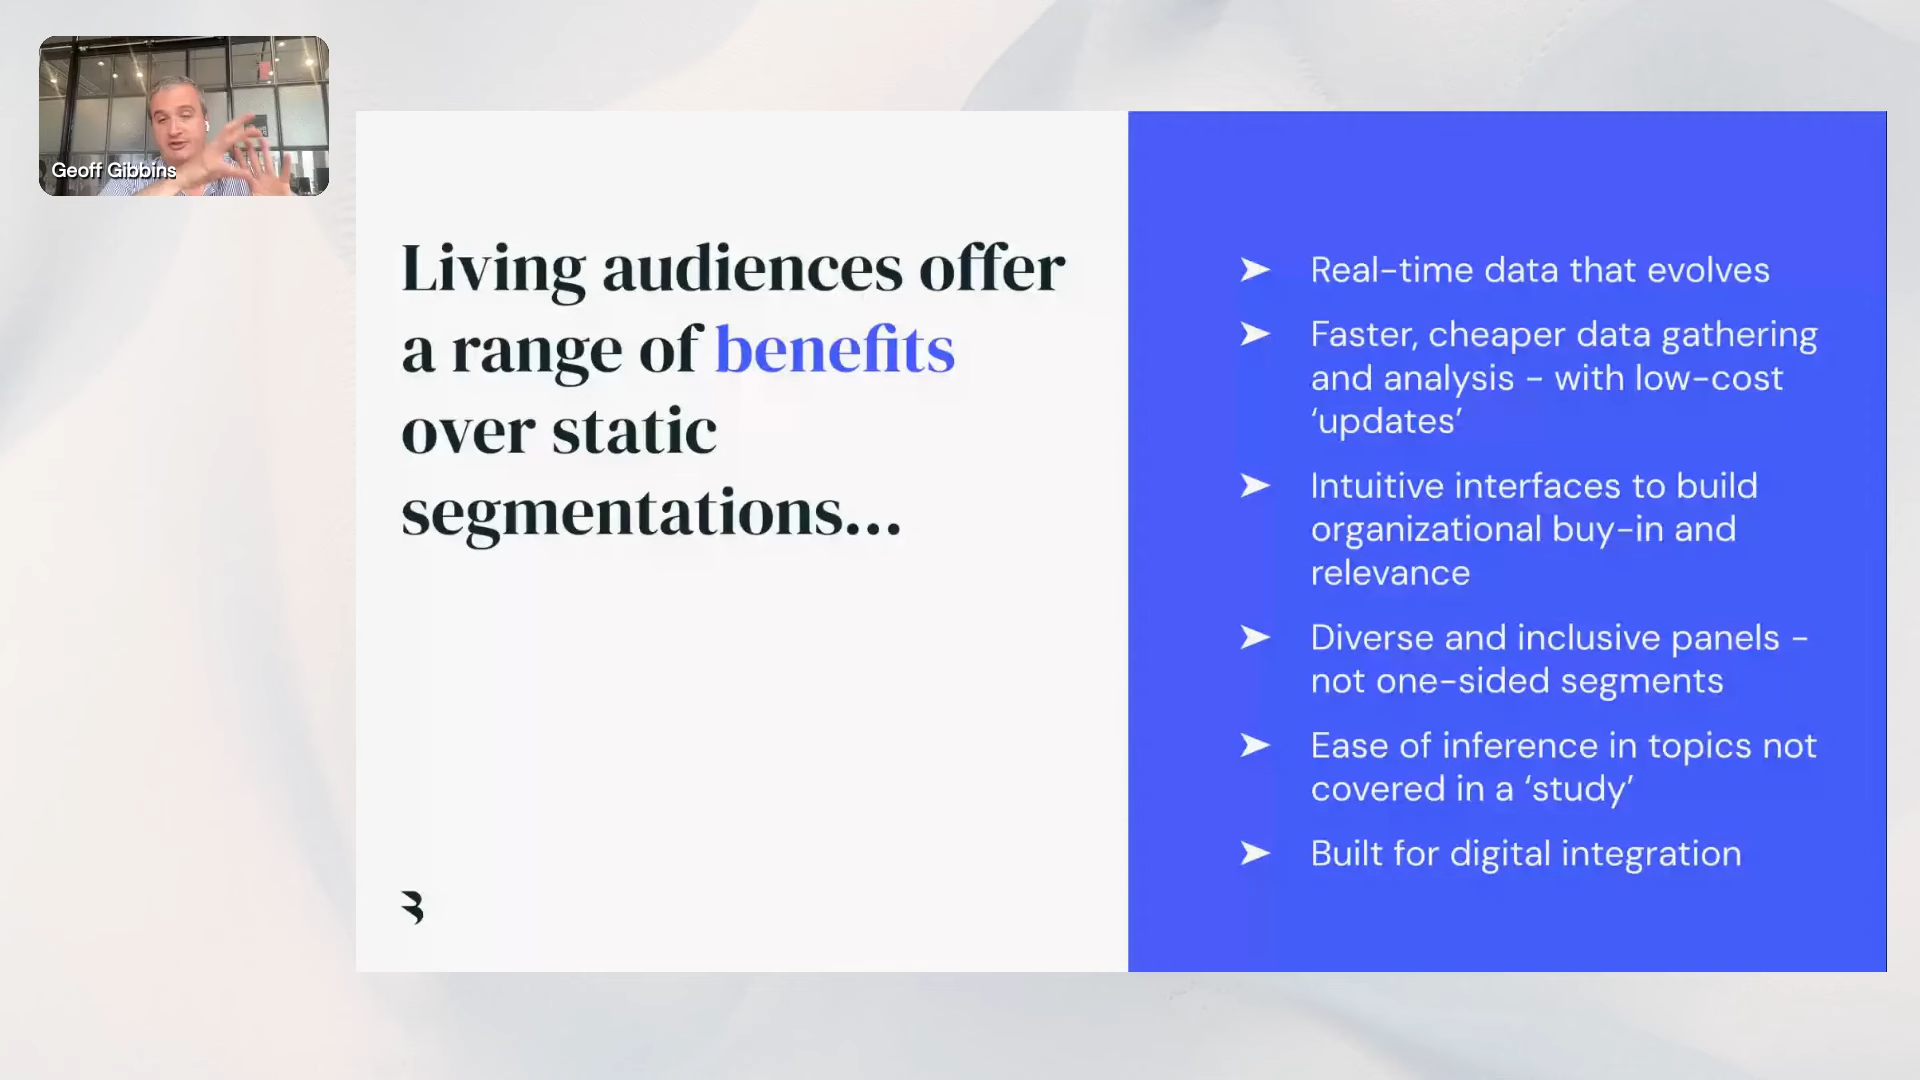 Geoff Gibbins
Living audiences offer
a range of benefits
over static
segmentations...
➤ Real-time data that evolves
➤ Faster, cheaper data gathering
and analysis - with low-cost
‘updates’
➤ Intuitive interfaces to build
organizational buy-in and
relevance
➤ Diverse and inclusive panels -
not one-sided segments
➤ Ease of inference in topics not
covered in a ‘study’
➤ Built for digital integration